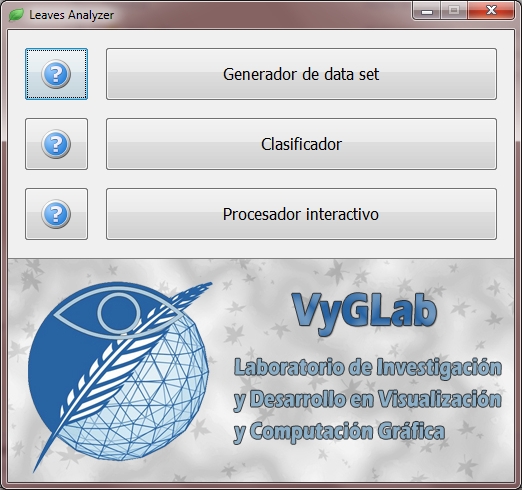 Leaves Analyzer
? Generador de data set
? Clasificador
? Procesador interactivo
VyGLab
Laboratorio de Investigación
y Desarrollo en Visualización
y Computación Gráfica